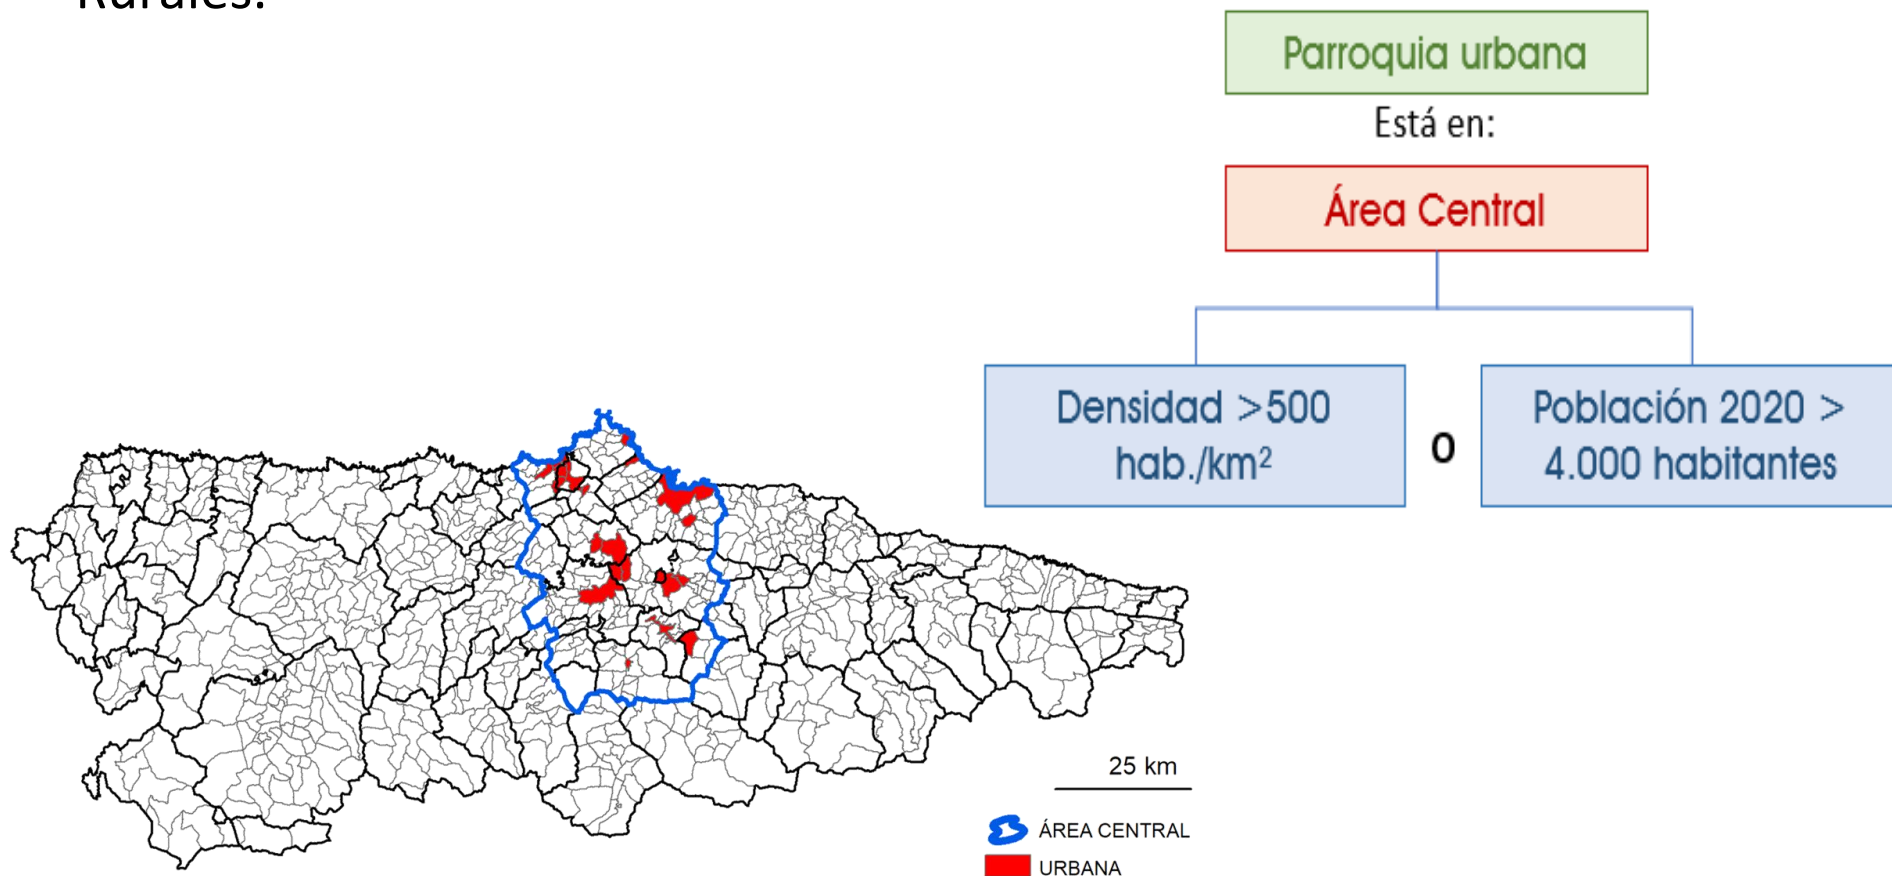 Rurales:
Parroquia urbana
Está en:
Área Central
Densidad >500
hab./km²
o
Población 2020 >
4.000 habitantes
25 km
ÁREA CENTRAL
URBANA